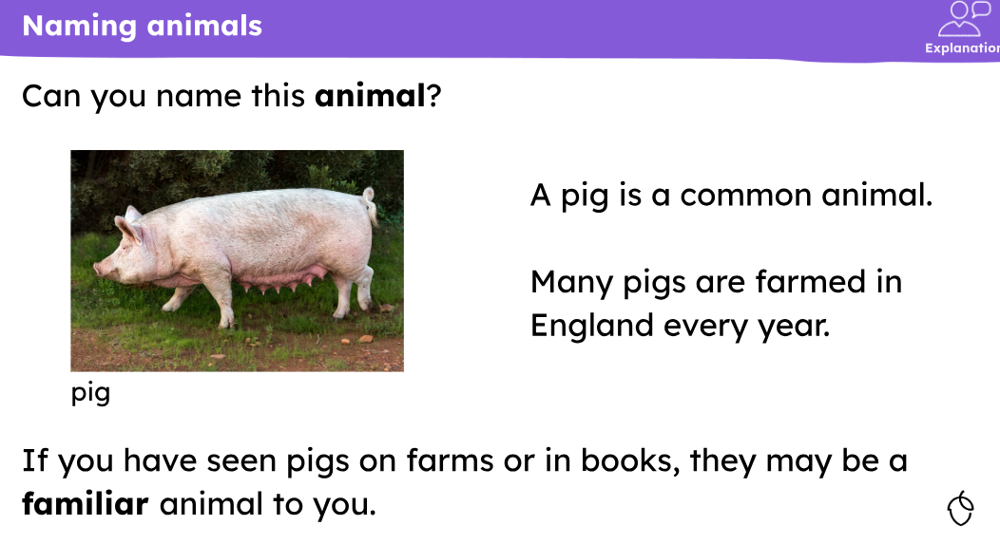 Naming animals
Explanation
Can you name this animal?
A pig is a common animal.
Many pigs are farmed in
England every year.
pig
If you have seen pigs on farms or in books, they may be a
familiar animal to you.